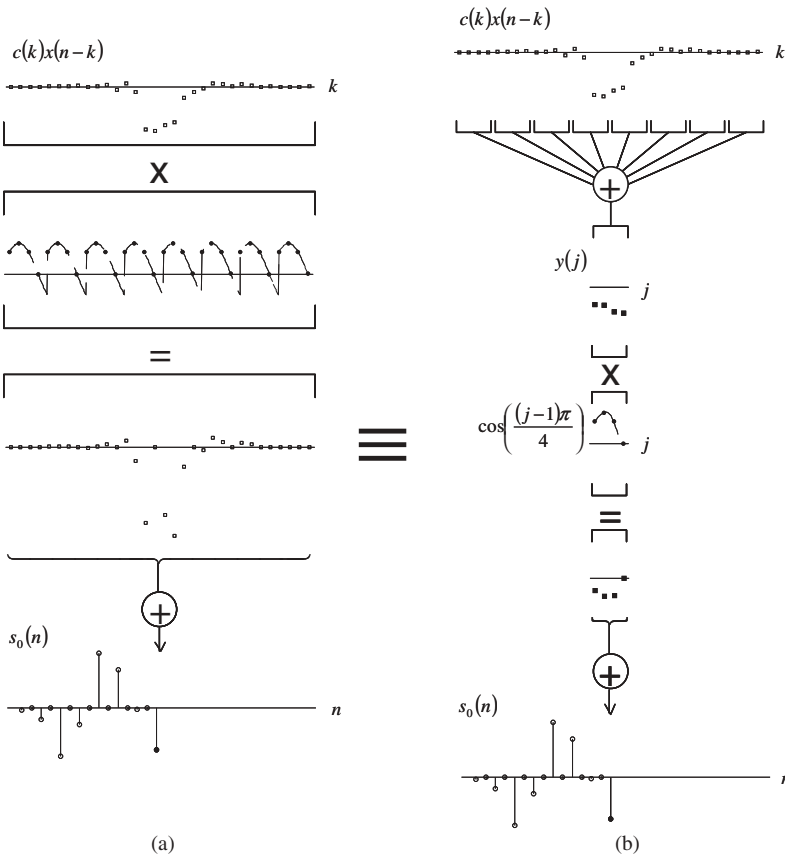 c(k)x(n−k)
k
X
=
s₀(n)
n
(a)
≡
c(k)x(n−k)
k
+
y(j)
j
X
cos((j−1)π/4)
j
=
+
s₀(n)
n
(b)